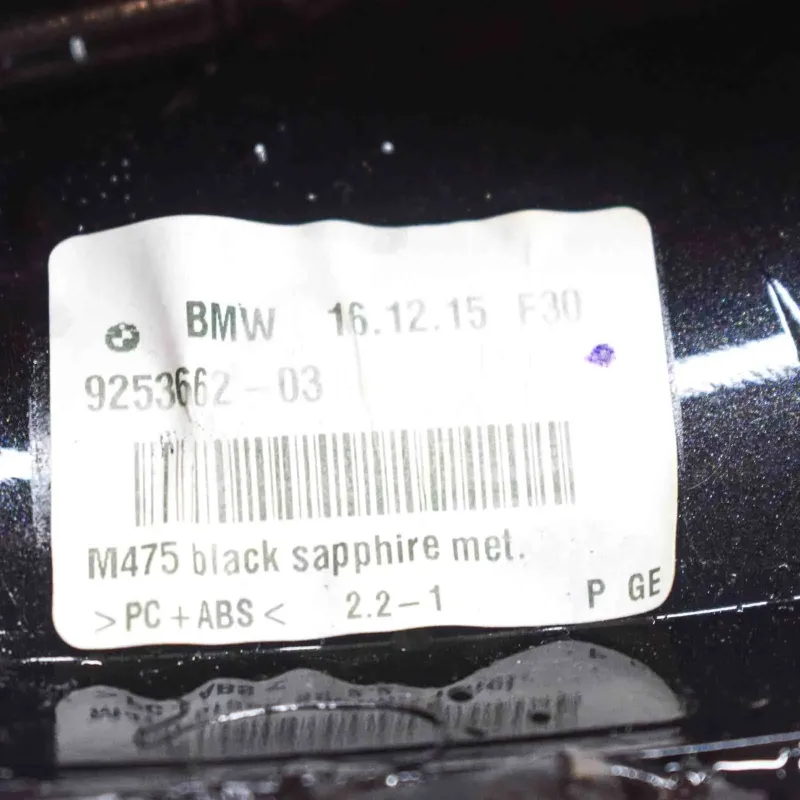 BMW 16.12.15 F30
9253662-03
M475 black sapphire met.
>PC+ABS< 2.2-1 P GE